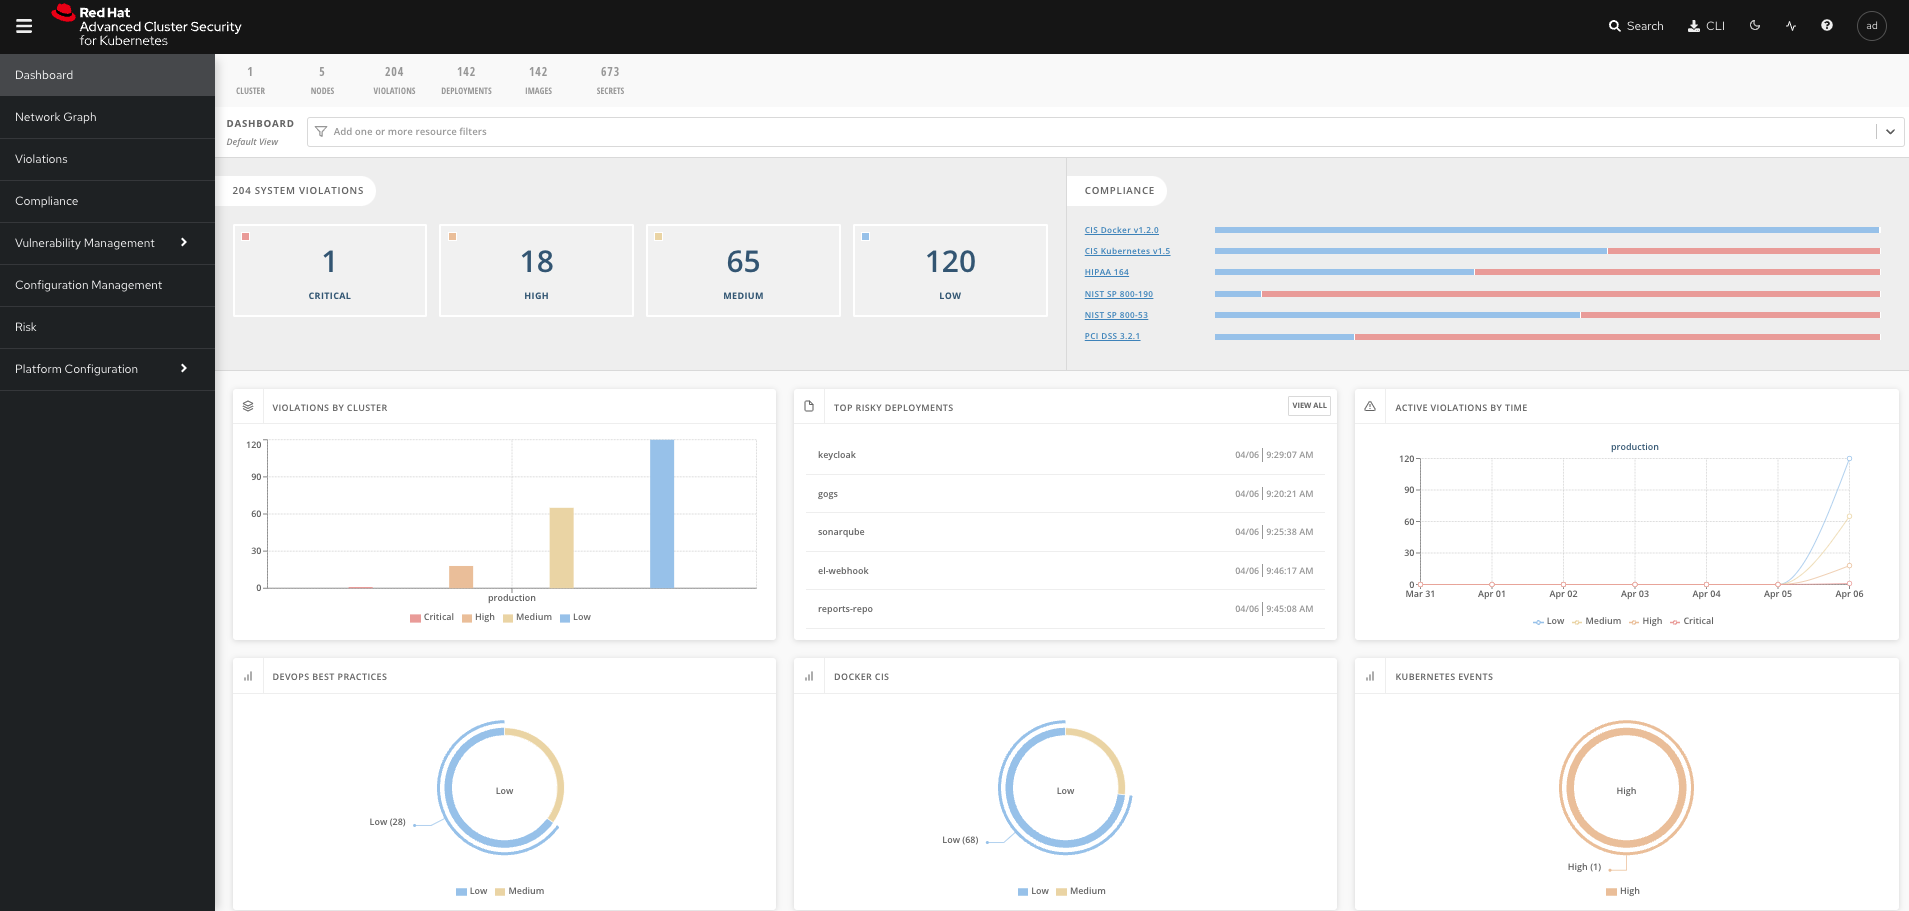 Red Hat
Advanced Cluster Security
for Kubernetes
Search
CLI
ad
Dashboard
Network Graph
Violations
Compliance
Vulnerability Management
Configuration Management
Risk
Platform Configuration
1 5 204 142 142 673
CLUSTER NODES VIOLATIONS DEPLOYMENTS IMAGES SECRETS
DASHBOARD
Default View
Add one or more resource filters
204 SYSTEM VIOLATIONS
1 18 65 120
CRITICAL HIGH MEDIUM LOW
COMPLIANCE
CIS Docker v1.2.0
CIS Kubernetes v1.5
HIPAA 164
NIST SP 800-190
NIST SP 800-53
PCI DSS 3.2.1
VIOLATIONS BY CLUSTER
120
90
60
30
0
production
Critical High Medium Low
TOP RISKY DEPLOYMENTS
VIEW ALL
keycloak 04/06 9:29:07 AM
gogs 04/06 9:20:21 AM
sonarqube 04/06 9:25:38 AM
el-webhook 04/06 9:46:17 AM
reports-repo 04/06 9:45:08 AM
ACTIVE VIOLATIONS BY TIME
production
120
90
60
30
0
Mar 31 Apr 01 Apr 02 Apr 03 Apr 04 Apr 05 Apr 06
Low Medium High Critical
DEVOPS BEST PRACTICES
Low
Low (28)
Low Medium
DOCKER CIS
Low
Low (68)
Low Medium
KUBERNETES EVENTS
High
High (1)
High